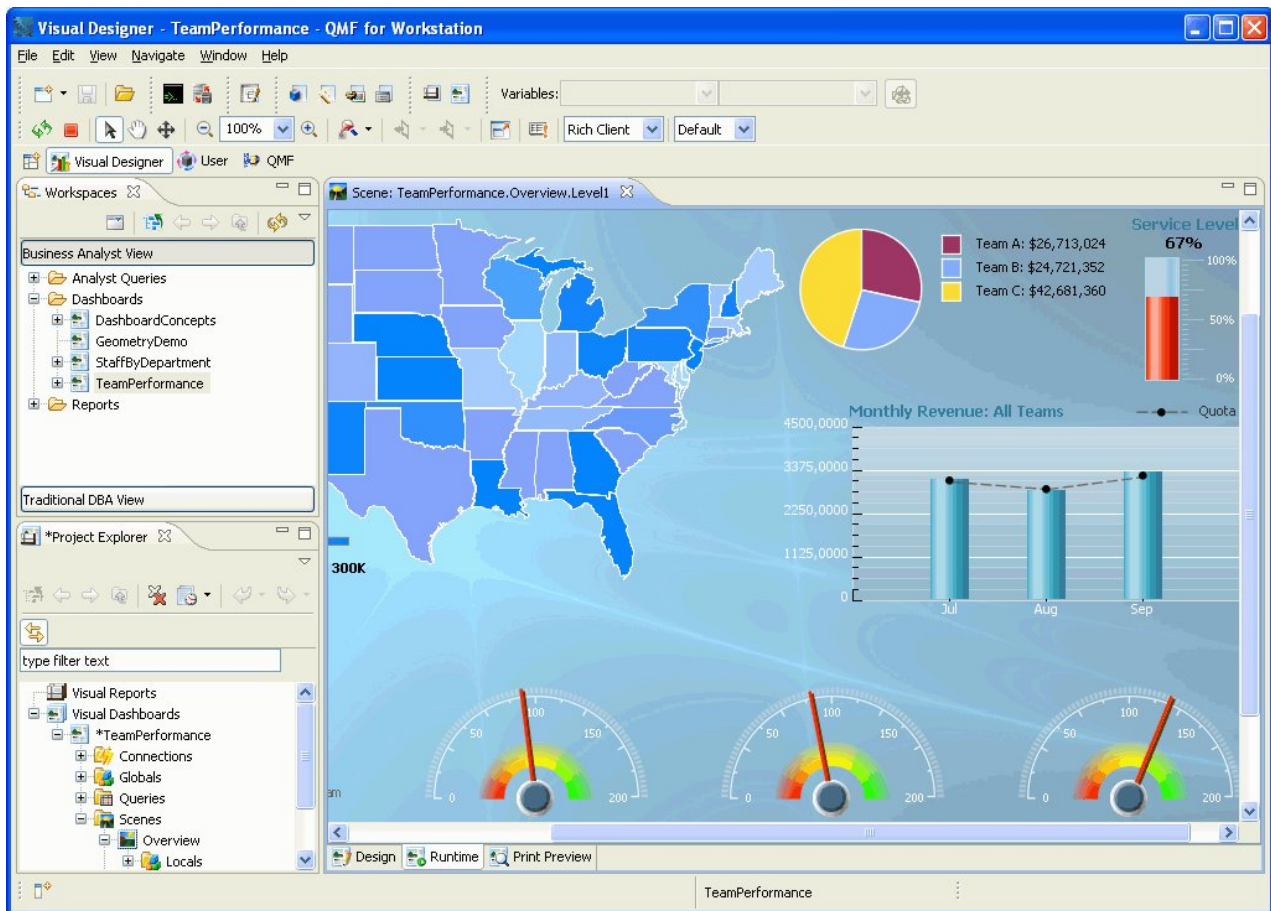 Visual Designer - TeamPerformance - QMF for Workstation
File Edit View Navigate Window Help
Variables:
100% Rich Client Default
Visual Designer User QMF
Workspaces
Business Analyst View
Analyst Queries
Dashboards
DashboardConcepts
GeometryDemo
StaffByDepartment
TeamPerformance
Reports
Traditional DBA View
*Project Explorer
type filter text
Visual Reports
Visual Dashboards
*TeamPerformance
Connections
Globals
Queries
Scenes
Overview
Locals
Scene: TeamPerformance.Overview.Level1
300K
Team A: $26,713,024
Team B: $24,721,352
Team C: $42,681,360
Service Level
67%
100%
50%
0%
Monthly Revenue: All Teams
Quota
4500,0000
3375,0000
2250,0000
1125,0000
0
Jul Aug Sep
0 50 100 150 200
0 50 100 150 200
0 50 100 150 200
am
Design Runtime Print Preview
TeamPerformance